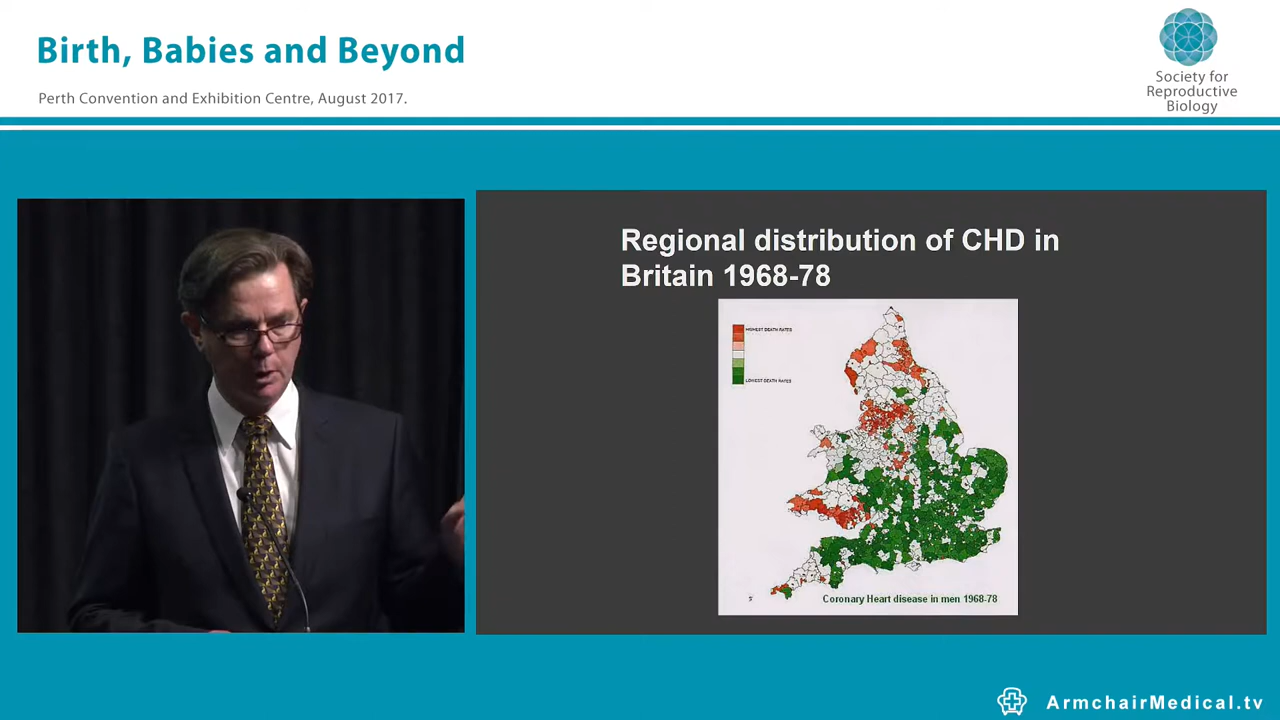 Birth, Babies and Beyond
Perth Convention and Exhibition Centre, August 2017.
Society for
Reproductive
Biology
Regional distribution of CHD in
Britain 1968-78
HIGHEST DEATH RATES
LOWEST DEATH RATES
Coronary Heart disease in men 1968-78
ArmchairMedical.tv